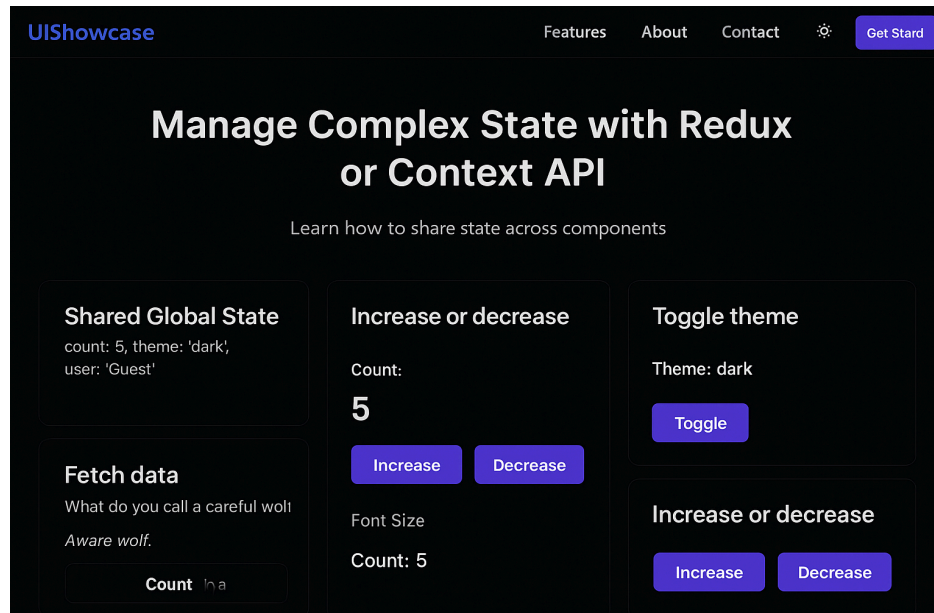 UIShowcase
Features
About
Contact
Get Stard
Manage Complex State with Redux
or Context API
Learn how to share state across components
Shared Global State
count: 5, theme: 'dark',
user: 'Guest'
Fetch data
What do you call a careful
Aware wolf.
Count
Increase or decrease
Count:
5
Increase
Decrease
Font Size
Count: 5
Toggle theme
Theme: dark
Toggle
Increase or decrease
Increase
Decrease